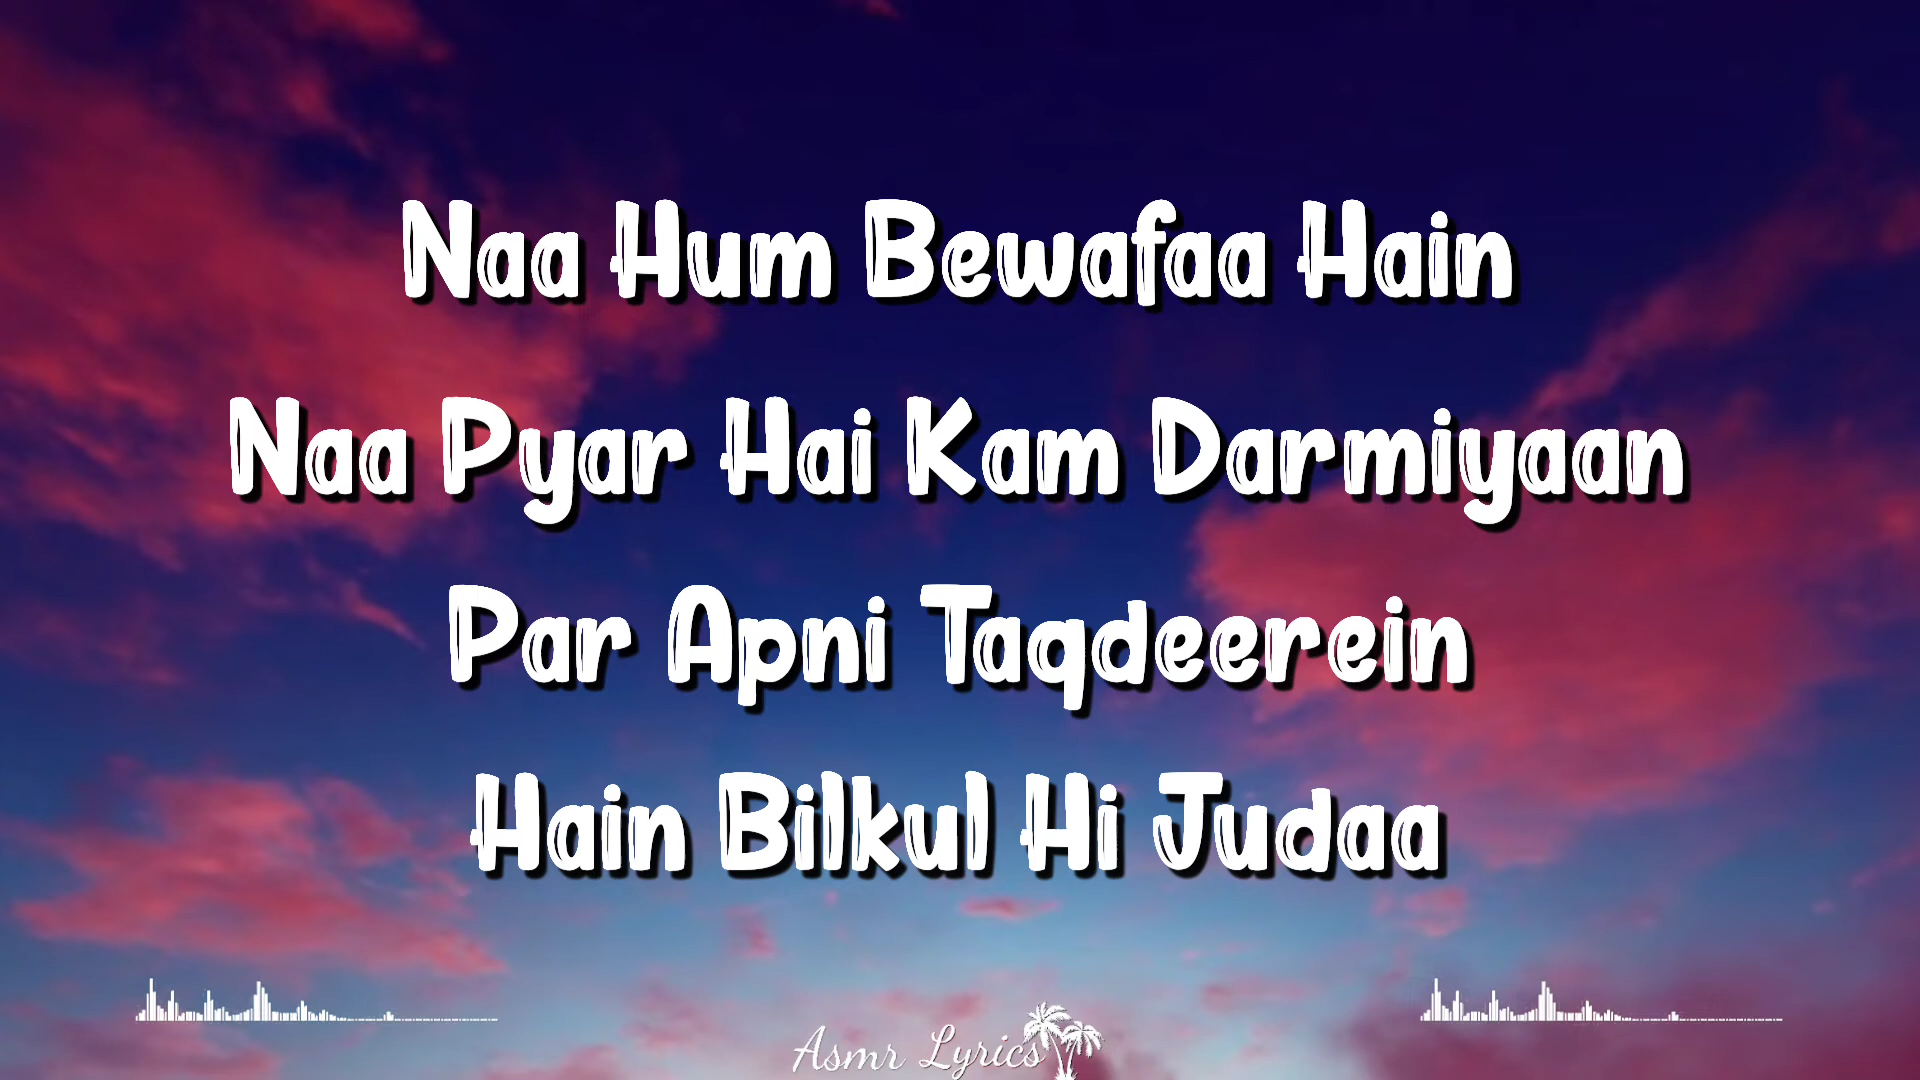 Naa Hum Bewafaa Hain
Naa Pyar Hai Kam Darmiyaan
Par Apni Taqdeerein
Hain Bilkul Hi Judaa
Asmr Lyrics